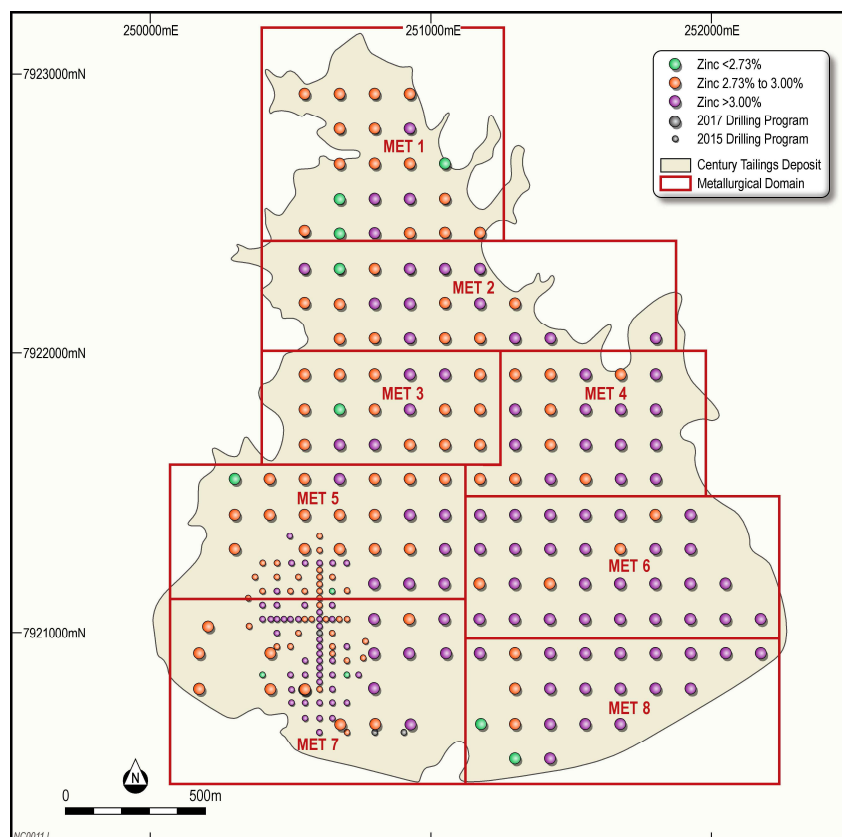 250000mE 251000mE 252000mE
7923000mN
Zinc <2.73%
Zinc 2.73% to 3.00%
Zinc >3.00%
2017 Drilling Program
2015 Drilling Program
Century Tailings Deposit
Metallurgical Domain
MET 1
MET 2
7922000mN
MET 3 MET 4
MET 5
MET 6
7921000mN
MET 8
MET 7
N
0 500m